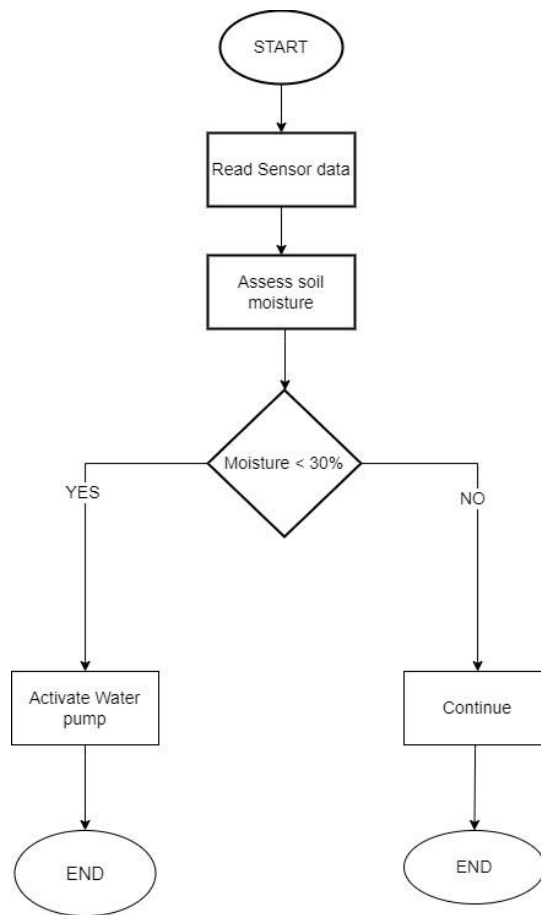 START
Read Sensor data
Assess soil
moisture
Moisture < 30%
YES
NO
Activate Water
pump
Continue
END
END